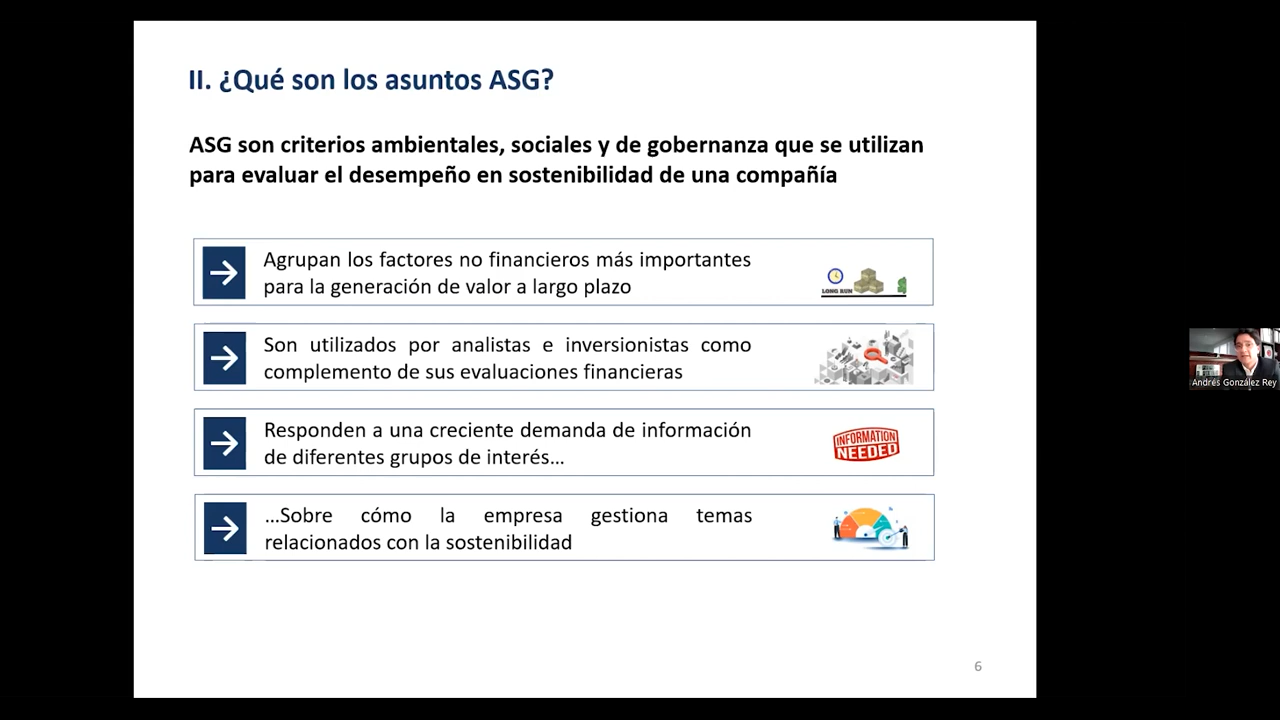 II. ¿Qué son los asuntos ASG?
ASG son criterios ambientales, sociales y de gobernanza que se utilizan
para evaluar el desempeño en sostenibilidad de una compañía
Agrupan los factores no financieros más importantes
para la generación de valor a largo plazo
LONG RUN
Son utilizados por analistas e inversionistas como
complemento de sus evaluaciones financieras
Responden a una creciente demanda de información
de diferentes grupos de interés...
INFORMATION
NEEDED
...Sobre cómo la empresa gestiona temas
relacionados con la sostenibilidad
Andrés González Rey
6